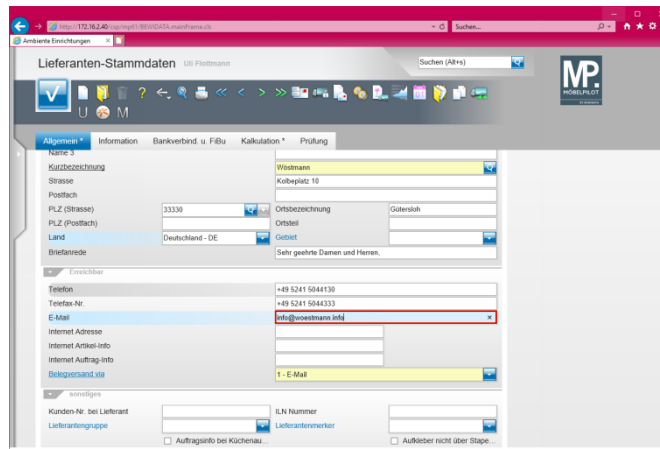 http://172.16.2.40/csp/mp61/BEWIDATA.mainFrame.cls
Suchen...
Ambiente Einrichtungen
Lieferanten-Stammdaten Uli Flottmann
Suchen (Alt+s)
MP.
MÖBELPILOT
U M
Allgemein * Information Bankverbind. u. FiBu Kalkulation * Prüfung
Name 3
Kurzbezeichnung Wöstmann
Strasse Kolbeplatz 10
Postfach
PLZ (Strasse) 33330 Ortsbezeichnung Gütersloh
PLZ (Postfach) Ortsteil
Land Deutschland - DE Gebiet
Briefanrede Sehr geehrte Damen und Herren,
Erreichbar
Telefon +49 5241 5044130
Telefax-Nr. +49 5241 5044333
E-Mail info@woestmann.info
Internet Adresse
Internet Artikel-Info
Internet Auftrag-Info
Belegversand via 1 - E-Mail
sonstiges
Kunden-Nr. bei Lieferant ILN Nummer
Lieferantengruppe Lieferantenmerker
Auftragsinfo bei Küchenau... Aufkleber nicht über Stape...